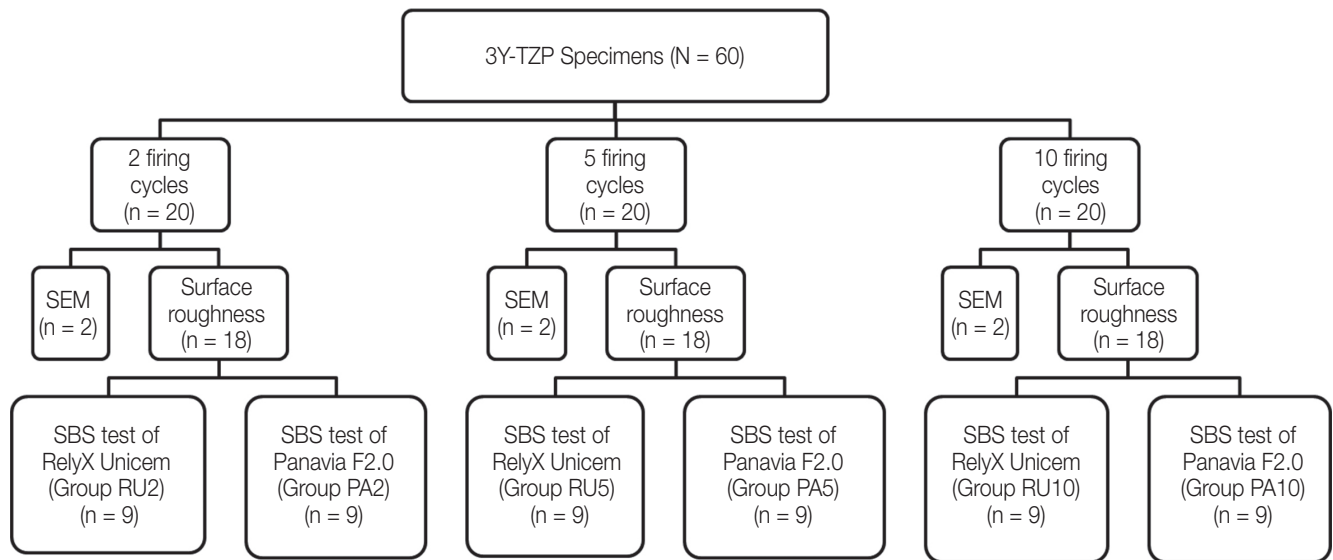 3Y-TZP Specimens (N = 60)
2 firing
cycles
(n = 20)
5 firing
cycles
(n = 20)
10 firing
cycles
(n = 20)
SEM
(n = 2)
Surface
roughness
(n = 18)
SEM
(n = 2)
Surface
roughness
(n = 18)
SEM
(n = 2)
Surface
roughness
(n = 18)
SBS test of
RelyX Unicem
(Group RU2)
(n = 9)
SBS test of
Panavia F2.0
(Group PA2)
(n = 9)
SBS test of
RelyX Unicem
(Group RU5)
(n = 9)
SBS test of
Panavia F2.0
(Group PA5)
(n = 9)
SBS test of
RelyX Unicem
(Group RU10)
(n = 9)
SBS test of
Panavia F2.0
(Group PA10)
(n = 9)